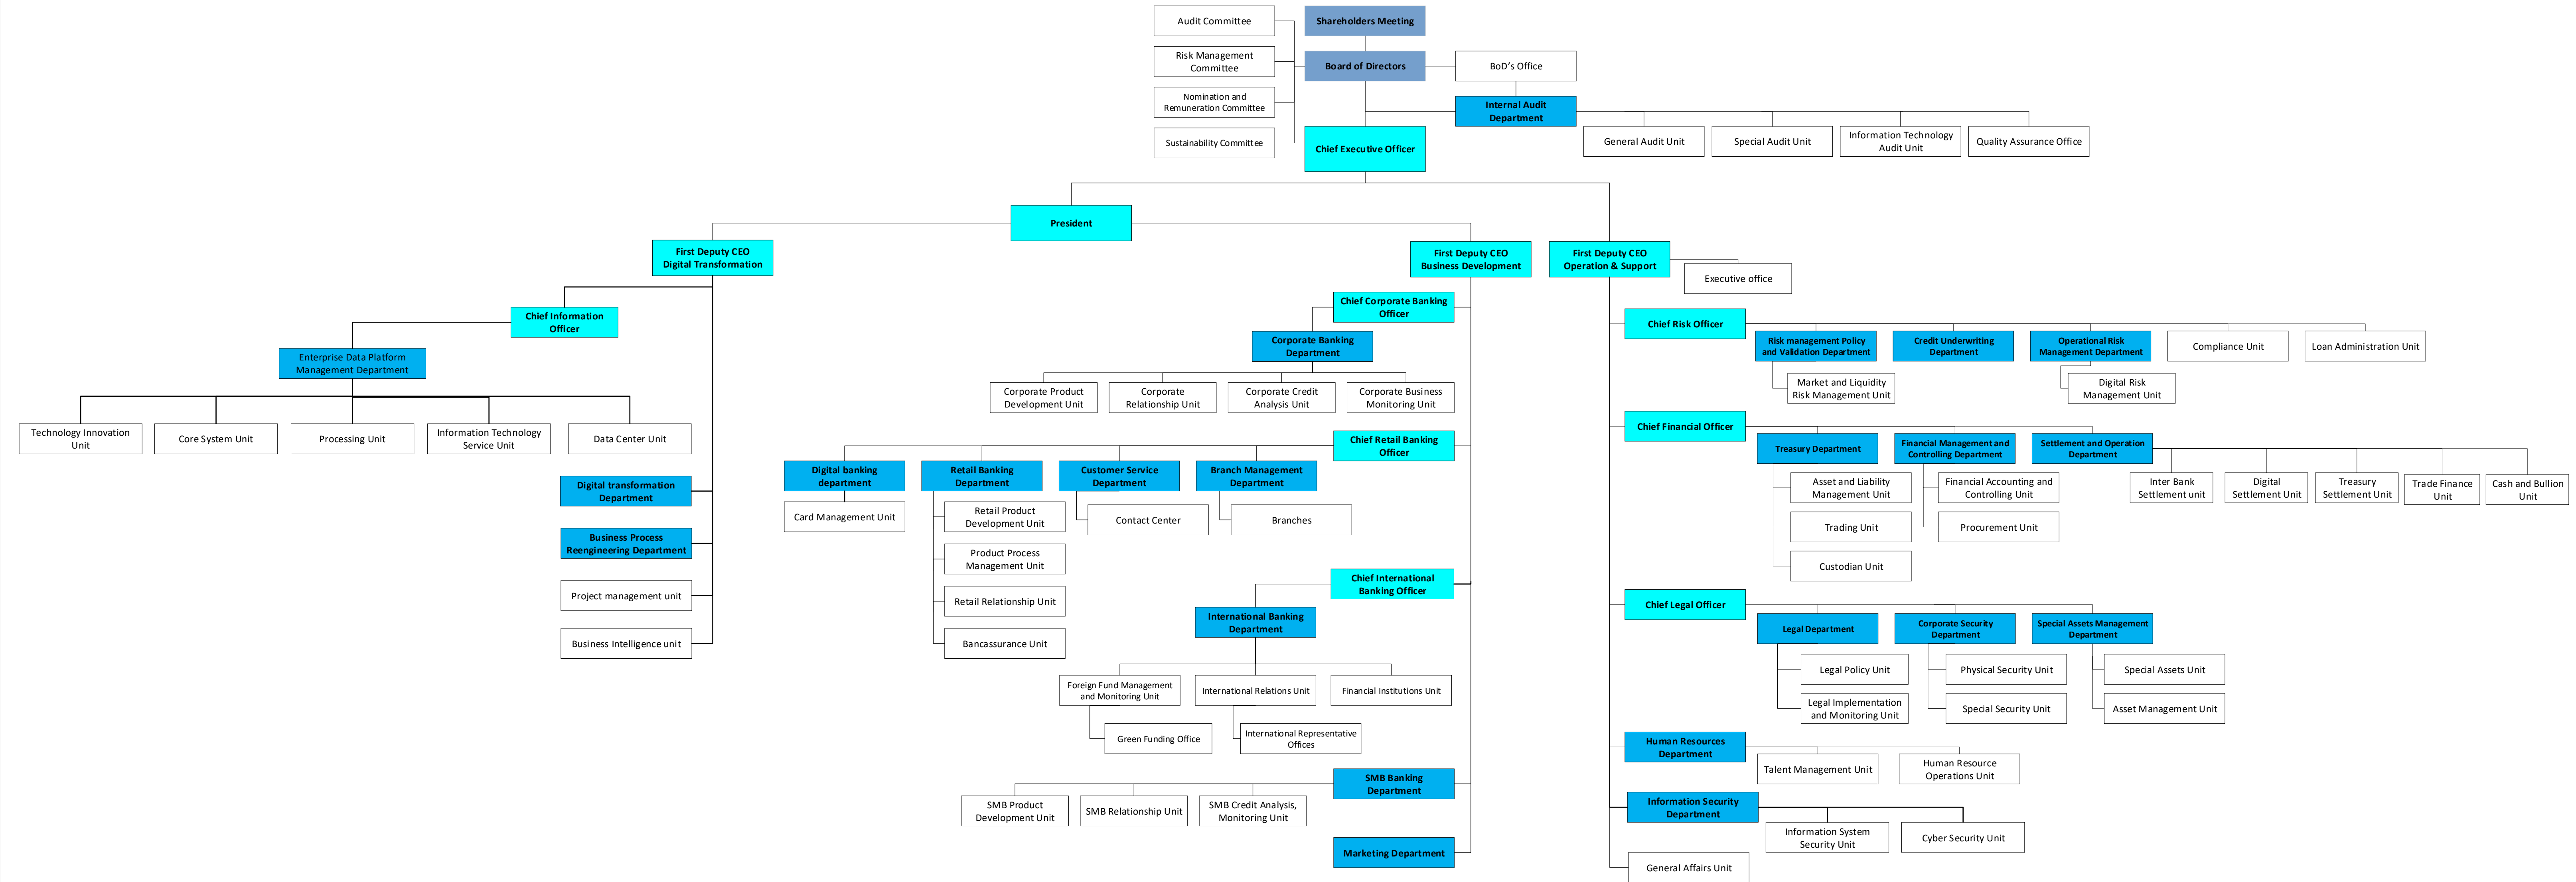 Audit Committee
Shareholders Meeting
Risk Management
Committee
Board of Directors
BoD's Office
Nomination and
Remuneration Committee
Internal Audit
Department
Sustainability Committee
Chief Executive Officer
General Audit Unit
Special Audit Unit
Information Technology
Audit Unit
Quality Assurance Office
President
First Deputy CEO
Digital Transformation
First Deputy CEO
Business Development
First Deputy CEO
Operation & Support
Executive office
Chief Information
Officer
Enterprise Data Platform
Management Department
Technology Innovation
Unit
Core System Unit
Processing Unit
Information Technology
Service Unit
Data Center Unit
Digital transformation
Department
Business Process
Reengineering Department
Project management unit
Business Intelligence unit
Chief Corporate Banking
Officer
Corporate Banking
Department
Corporate Product
Development Unit
Corporate
Relationship Unit
Corporate Credit
Analysis Unit
Corporate Business
Monitoring Unit
Chief Retail Banking
Officer
Digital banking
department
Retail Banking
Department
Customer Service
Department
Branch Management
Department
Card Management Unit
Retail Product
Development Unit
Contact Center
Branches
Product Process
Management Unit
Retail Relationship Unit
Bancassurance Unit
Chief International
Banking Officer
International Banking
Department
Foreign Fund Management
and Monitoring Unit
International Relations Unit
Financial Institutions Unit
Green Funding Office
International Representative
Offices
SMB Banking
Department
SMB Product
Development Unit
SMB Relationship Unit
SMB Credit Analysis,
Monitoring Unit
Marketing Department
Chief Risk Officer
Risk management Policy
and Validation Department
Credit Underwriting
Department
Operational Risk
Management Department
Compliance Unit
Loan Administration Unit
Market and Liquidity
Risk Management Unit
Digital Risk
Management Unit
Chief Financial Officer
Treasury Department
Financial Management and
Controlling Department
Settlement and Operation
Department
Asset and Liability
Management Unit
Financial Accounting and
Controlling Unit
Inter Bank
Settlement unit
Digital
Settlement Unit
Treasury
Settlement Unit
Trade Finance
Unit
Cash and Bullion
Unit
Trading Unit
Procurement Unit
Custodian Unit
Chief Legal Officer
Legal Department
Corporate Security
Department
Special Assets Management
Department
Legal Policy Unit
Physical Security Unit
Special Assets Unit
Legal Implementation
and Monitoring Unit
Special Security Unit
Asset Management Unit
Human Resources
Department
Talent Management Unit
Human Resource
Operations Unit
Information Security
Department
Information System
Security Unit
Cyber Security Unit
General Affairs Unit